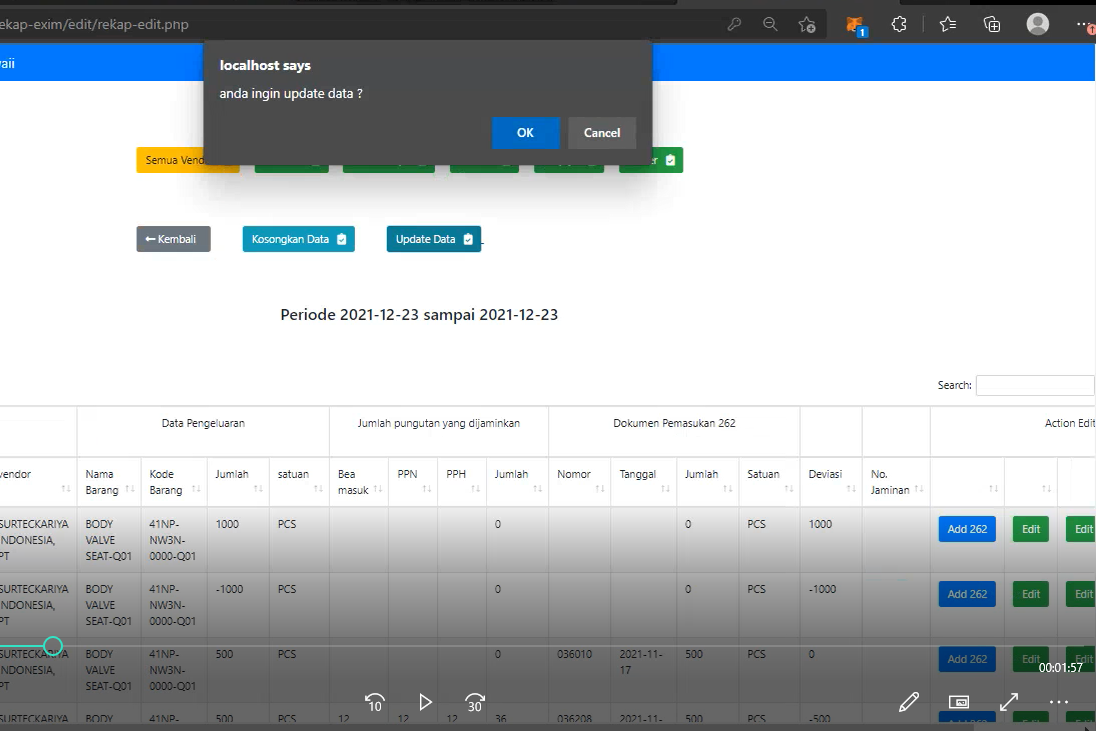 ekap-exim/edit/rekap-edit.php
1
aii
localhost says
anda ingin update data ?
OK
Cancel
Semua
er
Kembali
Kosongkan Data
Update Data
Periode 2021-12-23 sampai 2021-12-23
Search:
Data Pengeluaran
Jumlah pungutan yang dijaminkan
Dokumen Pemasukan 262
Action Edit
vendor
Nama Barang
Kode Barang
Jumlah
satuan
Bea masuk
PPN
PPH
Jumlah
Nomor
Tanggal
Jumlah
Satuan
Deviasi
No. Jaminan
SURTECKARIYA BODY 41NP- 1000 PCS 0 0 PCS 1000 Add 262 Edit Edit
NDONESIA, VALVE NW3N-
PT SEAT-Q01 0000-Q01
SURTECKARIYA BODY 41NP- -1000 PCS 0 0 PCS -1000 Add 262 Edit Edit
NDONESIA, VALVE NW3N-
PT SEAT-Q01 0000-Q01
SURTECKARIYA BODY 41NP- 500 PCS 0 036010 2021-11- 500 PCS 0 Add 262 Edit Edit
NDONESIA, VALVE NW3N- 17
PT SEAT-Q01 0000-Q01
00:01:57
SURTECKARIYA BODY 41NP- 500 PCS 12 12 12 36 036208 2021-11- 500 PCS -500 Add 262 Edit Edit
10
30